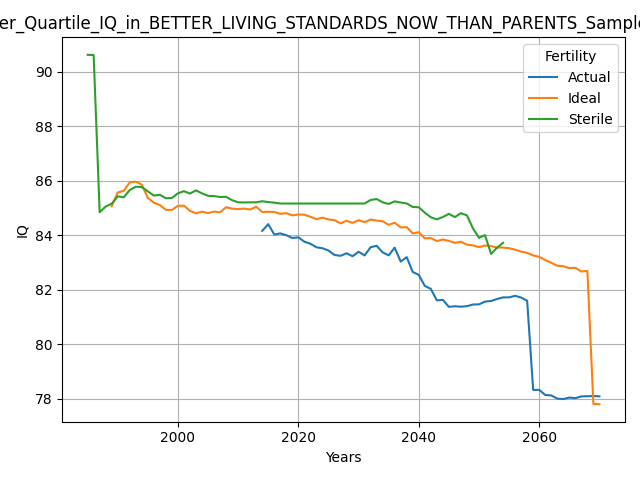 er_Quartile_IQ_in_BETTER_LIVING_STANDARDS_NOW_THAN_PARENTS_Sample
Fertility
Actual
Ideal
Sterile
IQ
90
88
86
84
82
80
78
2000
2020
2040
2060
Years